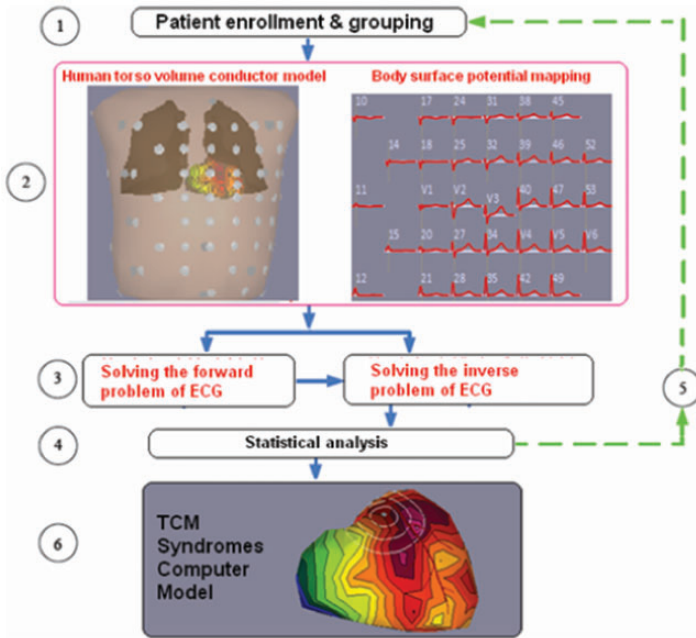 1
Patient enrollment & grouping
2
Human torso volume conductor model
Body surface potential mapping
10 17 24 31 38 45
14 18 25 32 39 46 52
11 V1 V2 V3 40 47 53
15 20 27 34 V4 V5 V6
12 21 28 35 42 49
3
Solving the forward
problem of ECG
Solving the inverse
problem of ECG
5
4
Statistical analysis
6
TCM
Syndromes
Computer
Model